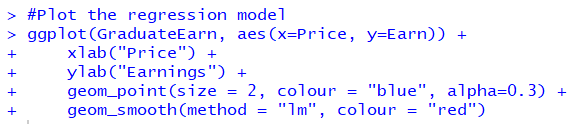 > #Plot the regression model
> ggplot(GraduateEarn, aes(x=Price, y=Earn)) +
+     xlab("Price") +
+     ylab("Earnings") +
+     geom_point(size = 2, colour = "blue", alpha=0.3) +
+     geom_smooth(method = "lm", colour = "red")